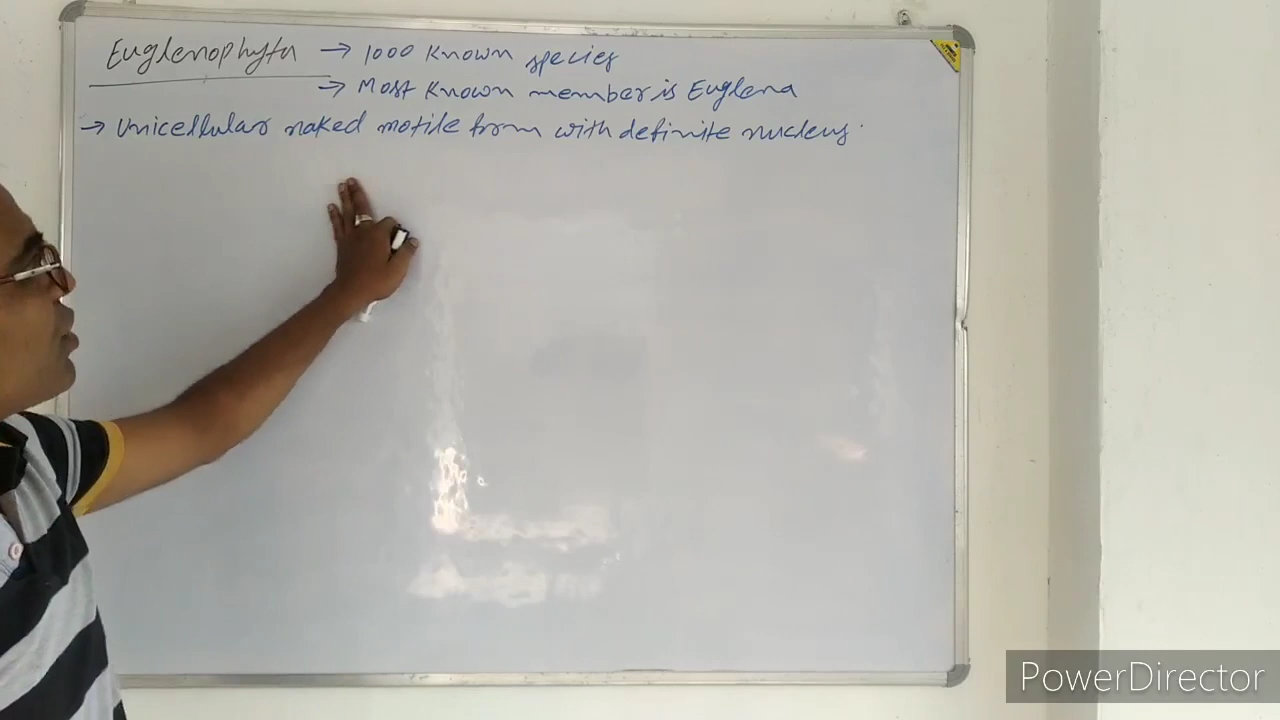 Euglenophyta → 1000 Known species
→ Most Known member is Euglena
→ Unicellular naked motile from with definite nucleus.
PowerDirector